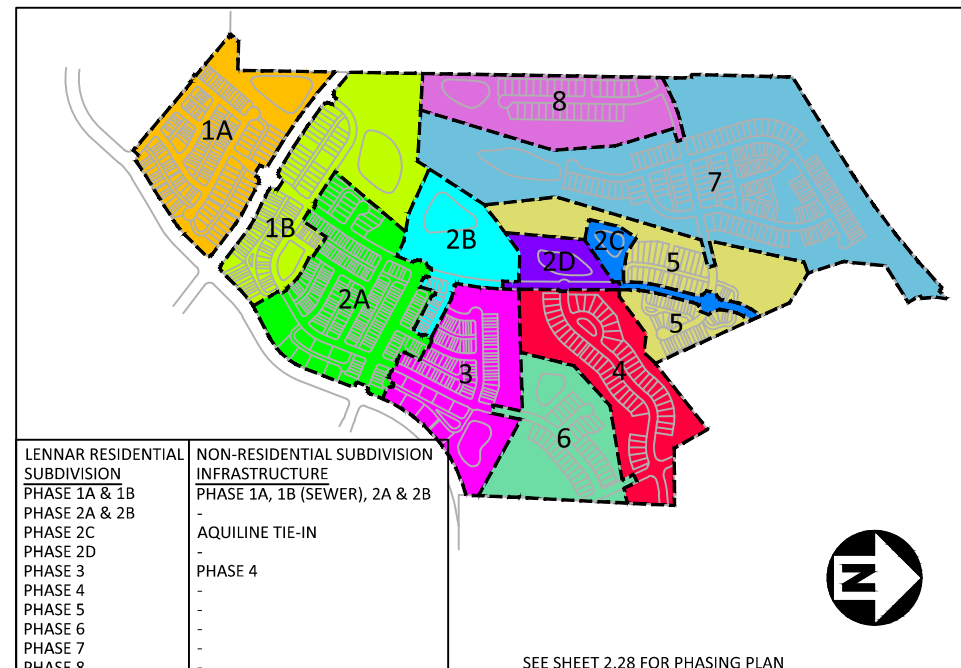 1A
8
7
1B
2B
2C
2D
5
2A
5
3
4
6
LENNAR RESIDENTIAL SUBDIVISION
NON-RESIDENTIAL SUBDIVISION INFRASTRUCTURE
PHASE 1A & 1B
PHASE 1A, 1B (SEWER), 2A & 2B
PHASE 2A & 2B
-
PHASE 2C
AQUILINE TIE-IN
PHASE 2D
-
PHASE 3
PHASE 4
PHASE 4
-
PHASE 5
-
PHASE 6
-
PHASE 7
-
PHASE 8
-
N
SEE SHEET 2.28 FOR PHASING PLAN